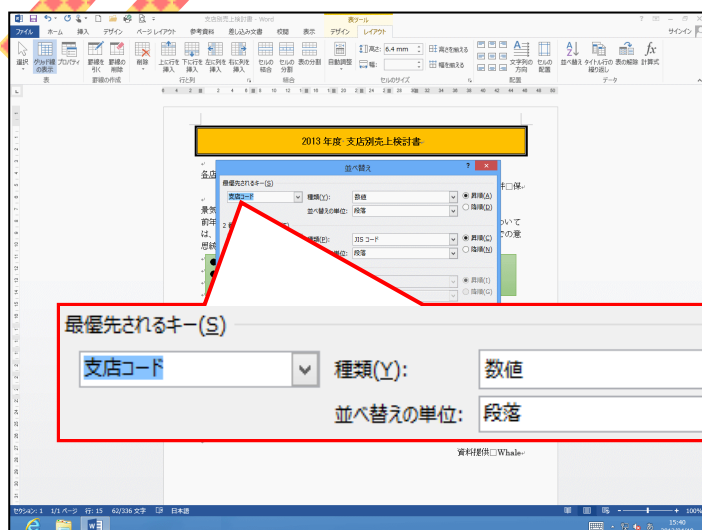 支店別売上検討書 - Word
表ツール
ファイル ホーム 挿入 デザイン ページ レイアウト 参考資料 差し込み文書 校閲 表示 デザイン レイアウト サインイン
選択 グリッド線の表示 プロパティ 罫線を引く 罫線の削除 削除 上に行を挿入 下に行を挿入 左に列を挿入 右に列を挿入 セルの結合 セルの分割 表の分割 自動調整 高さ: 6.4 mm 高さを揃える 幅: 幅を揃える 文字列の方向 セルの配置 並べ替え タイトル行の繰り返し 表の解除 計算式
表 罫線の作成 行と列 結合 セルのサイズ 配置 データ
2013 年度 支店別売上検討書
並べ替え
各店
最優先されるキー(S)
支店コード 種類(Y): 数値 昇順(A)
並べ替えの単位: 段落 降順(D)
景気
前年
は、
思統
種類(P): JIS コード 昇順(C)
段落 降順(N)
昇順(I)
降順(G)
最優先されるキー(S)
支店コード 種類(Y): 数値
並べ替えの単位: 段落
資料提供□Whale
セクション: 1 1/1 ページ 行: 15 62/336 文字 日本語 100%
15:40